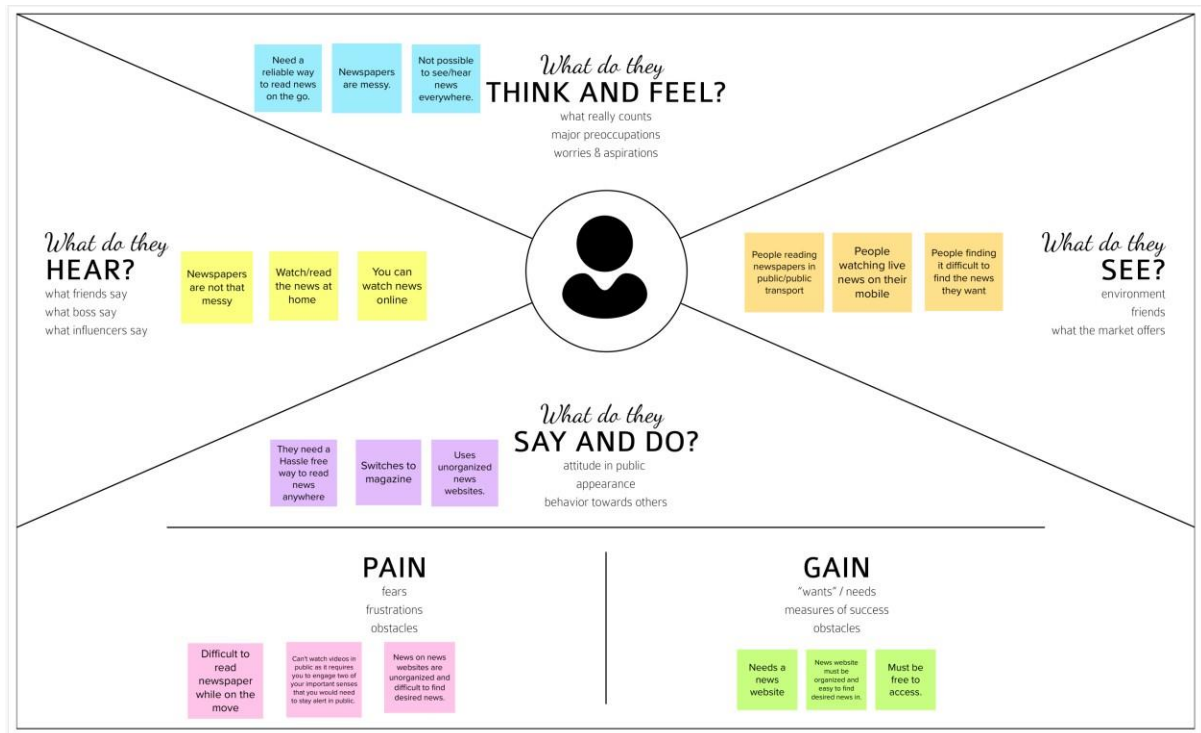 Need a
reliable way
to read news
on the go.
Newspapers
are messy.
Not possible
to see/hear
news
everywhere.
What do they
THINK AND FEEL?
what really counts
major preoccupations
worries & aspirations
What do they
HEAR?
what friends say
what boss say
what influencers say
Newspapers
are not that
messy
Watch/read
the news at
home
You can
watch news
online
People reading
newspapers in
public/public
transport
People
watching live
news on their
mobile
People finding
it difficult to
find the news
they want
What do they
SEE?
environment
friends
what the market offers
They need a
Hassle free
way to read
news
anywhere
Switches to
magazine
Uses
unorganized
news
websites.
What do they
SAY AND DO?
attitude in public
appearance
behavior towards others
PAIN
fears
frustrations
obstacles
Difficult to
read
newspaper
while on the
move
Can't watch videos in
public as it requires
you to engage two of
your important senses
that you would need
to stay alert in public.
News on news
websites are
unorganized and
difficult to find
desired news.
GAIN
"wants" / needs
measures of success
obstacles
Needs a
news
website
News website
must be
organized and
easy to find
desired news in.
Must be
free to
access.